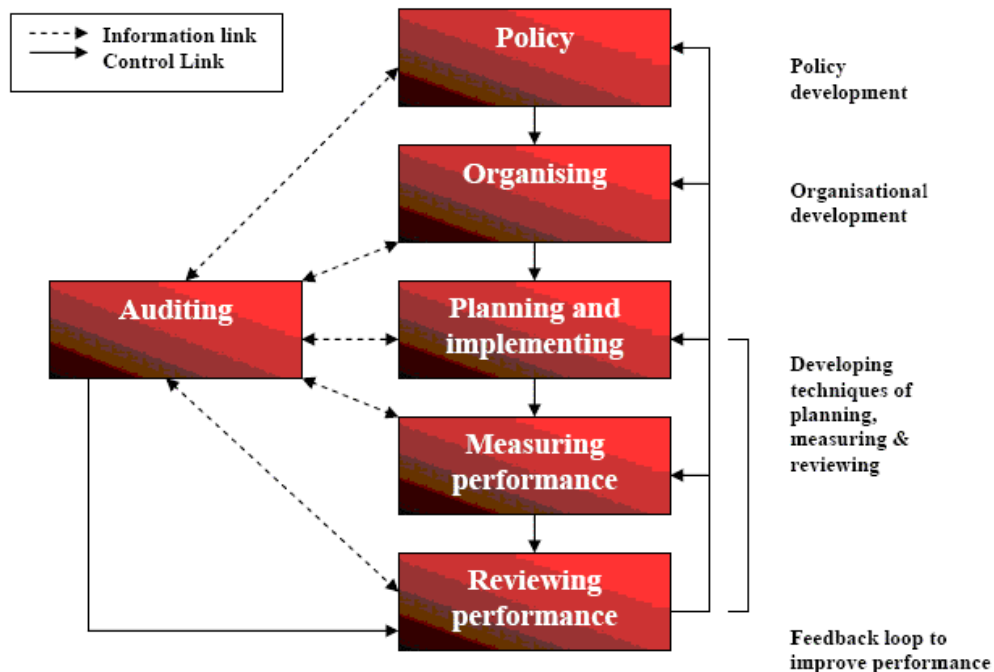 Information link
Control Link
Policy
Policy
development
Organising
Organisational
development
Auditing
Planning and
implementing
Developing
techniques of
planning,
measuring &
reviewing
Measuring
performance
Reviewing
performance
Feedback loop to
improve performance